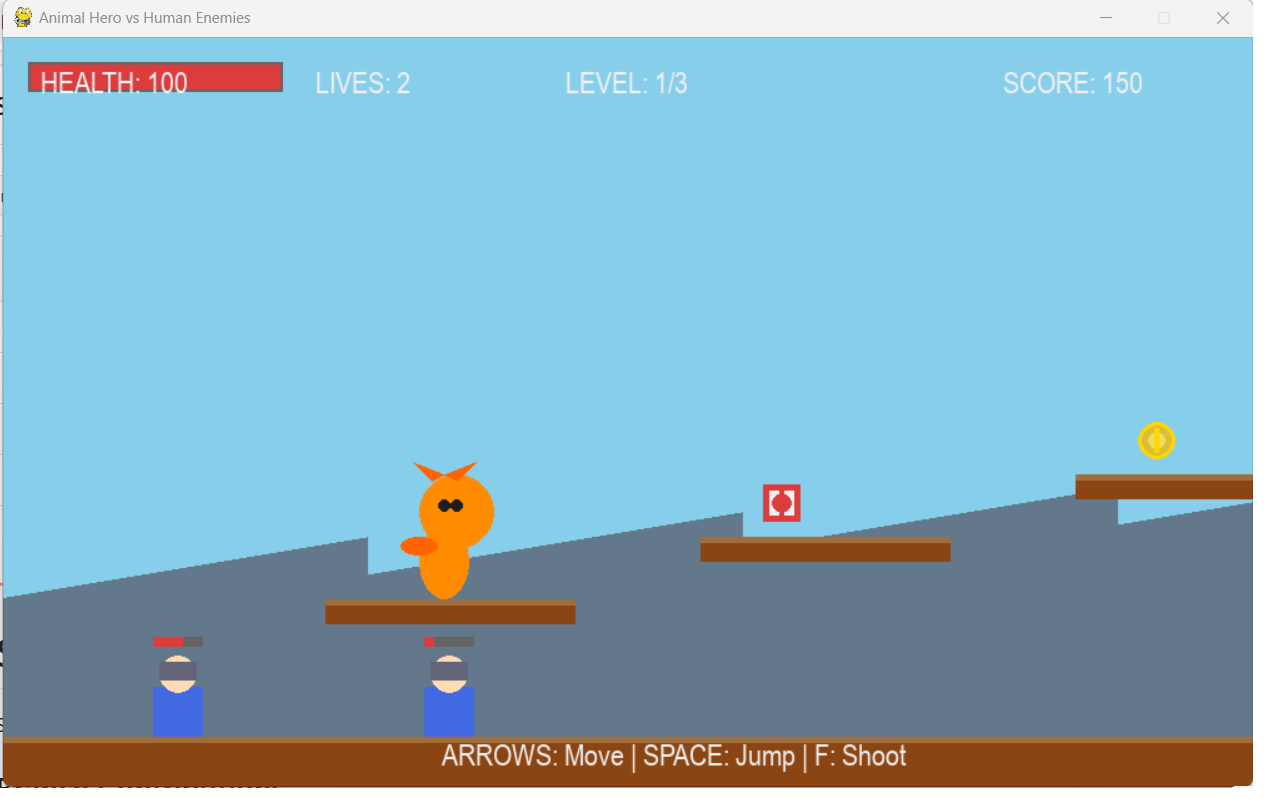 Animal Hero vs Human Enemies
HEALTH: 100 LIVES: 2 LEVEL: 1/3 SCORE: 150
ARROWS: Move | SPACE: Jump | F: Shoot